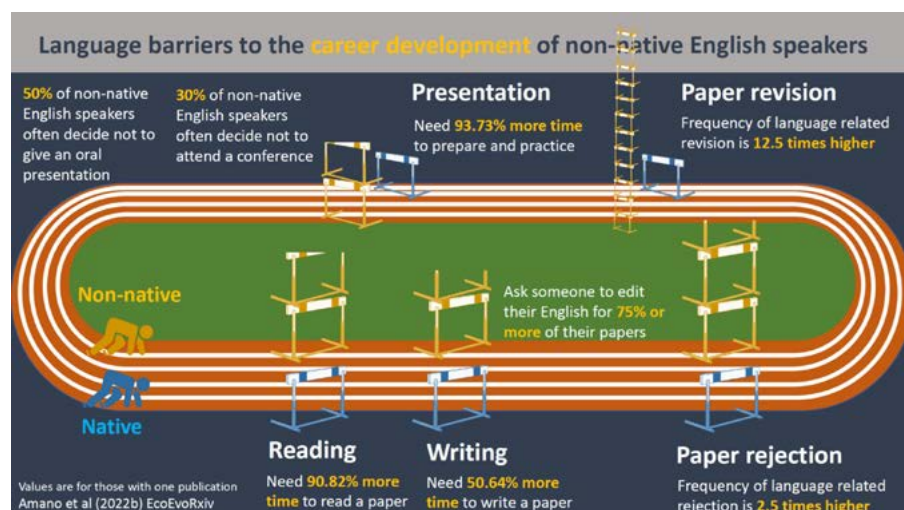 Language barriers to the career development of non-native English speakers
50% of non-native
English speakers
often decide not to
give an oral
presentation
30% of non-native
English speakers
often decide not to
attend a conference
Presentation
Need 93.73% more time
to prepare and practice
Paper revision
Frequency of language related
revision is 12.5 times higher
Non-native
Ask someone to edit
their English for 75% or
more of their papers
Native
Reading
Need 90.82% more
time to read a paper
Writing
Need 50.64% more
time to write a paper
Paper rejection
Frequency of language related
rejection is 2.5 times higher
Values are for those with one publication
Amano et al (2022b) EcoEvoRxiv